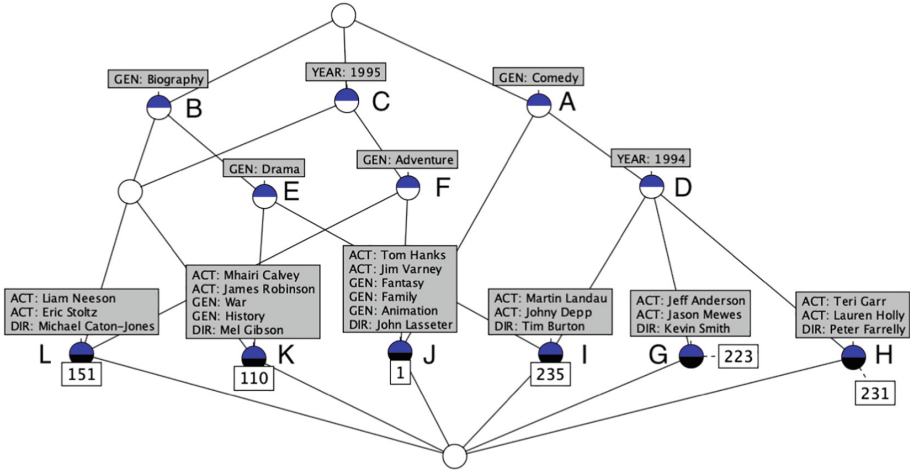 GEN: Biography
YEAR: 1995
GEN: Comedy
B
C
A
GEN: Drama
GEN: Adventure
YEAR: 1994
E
F
D
ACT: Liam Neeson
ACT: Eric Stoltz
DIR: Michael Caton-Jones
ACT: Mhairi Calvey
ACT: James Robinson
GEN: War
GEN: History
DIR: Mel Gibson
ACT: Tom Hanks
ACT: Jim Varney
GEN: Fantasy
GEN: Family
GEN: Animation
DIR: John Lasseter
ACT: Martin Landau
ACT: Johny Depp
DIR: Tim Burton
ACT: Jeff Anderson
ACT: Jason Mewes
DIR: Kevin Smith
ACT: Teri Garr
ACT: Lauren Holly
DIR: Peter Farrelly
L
K
J
I
G
H
151
110
1
235
223
231